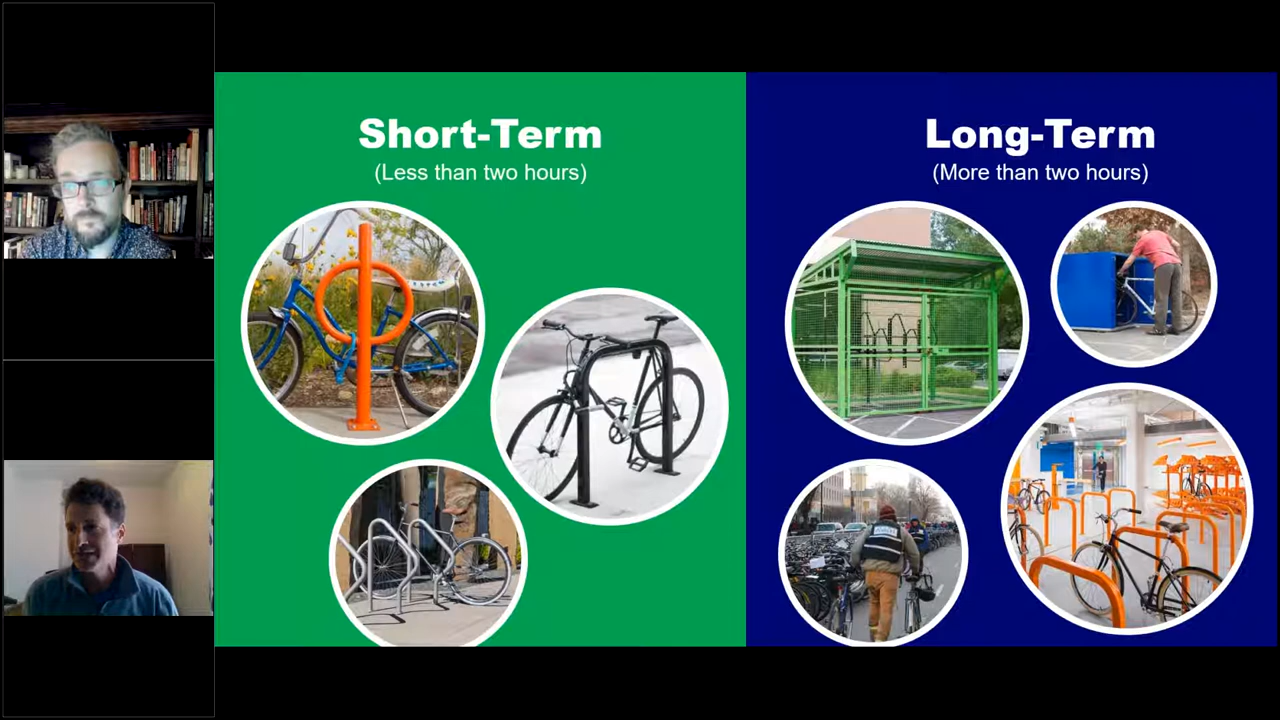 Short-Term
(Less than two hours)
Long-Term
(More than two hours)